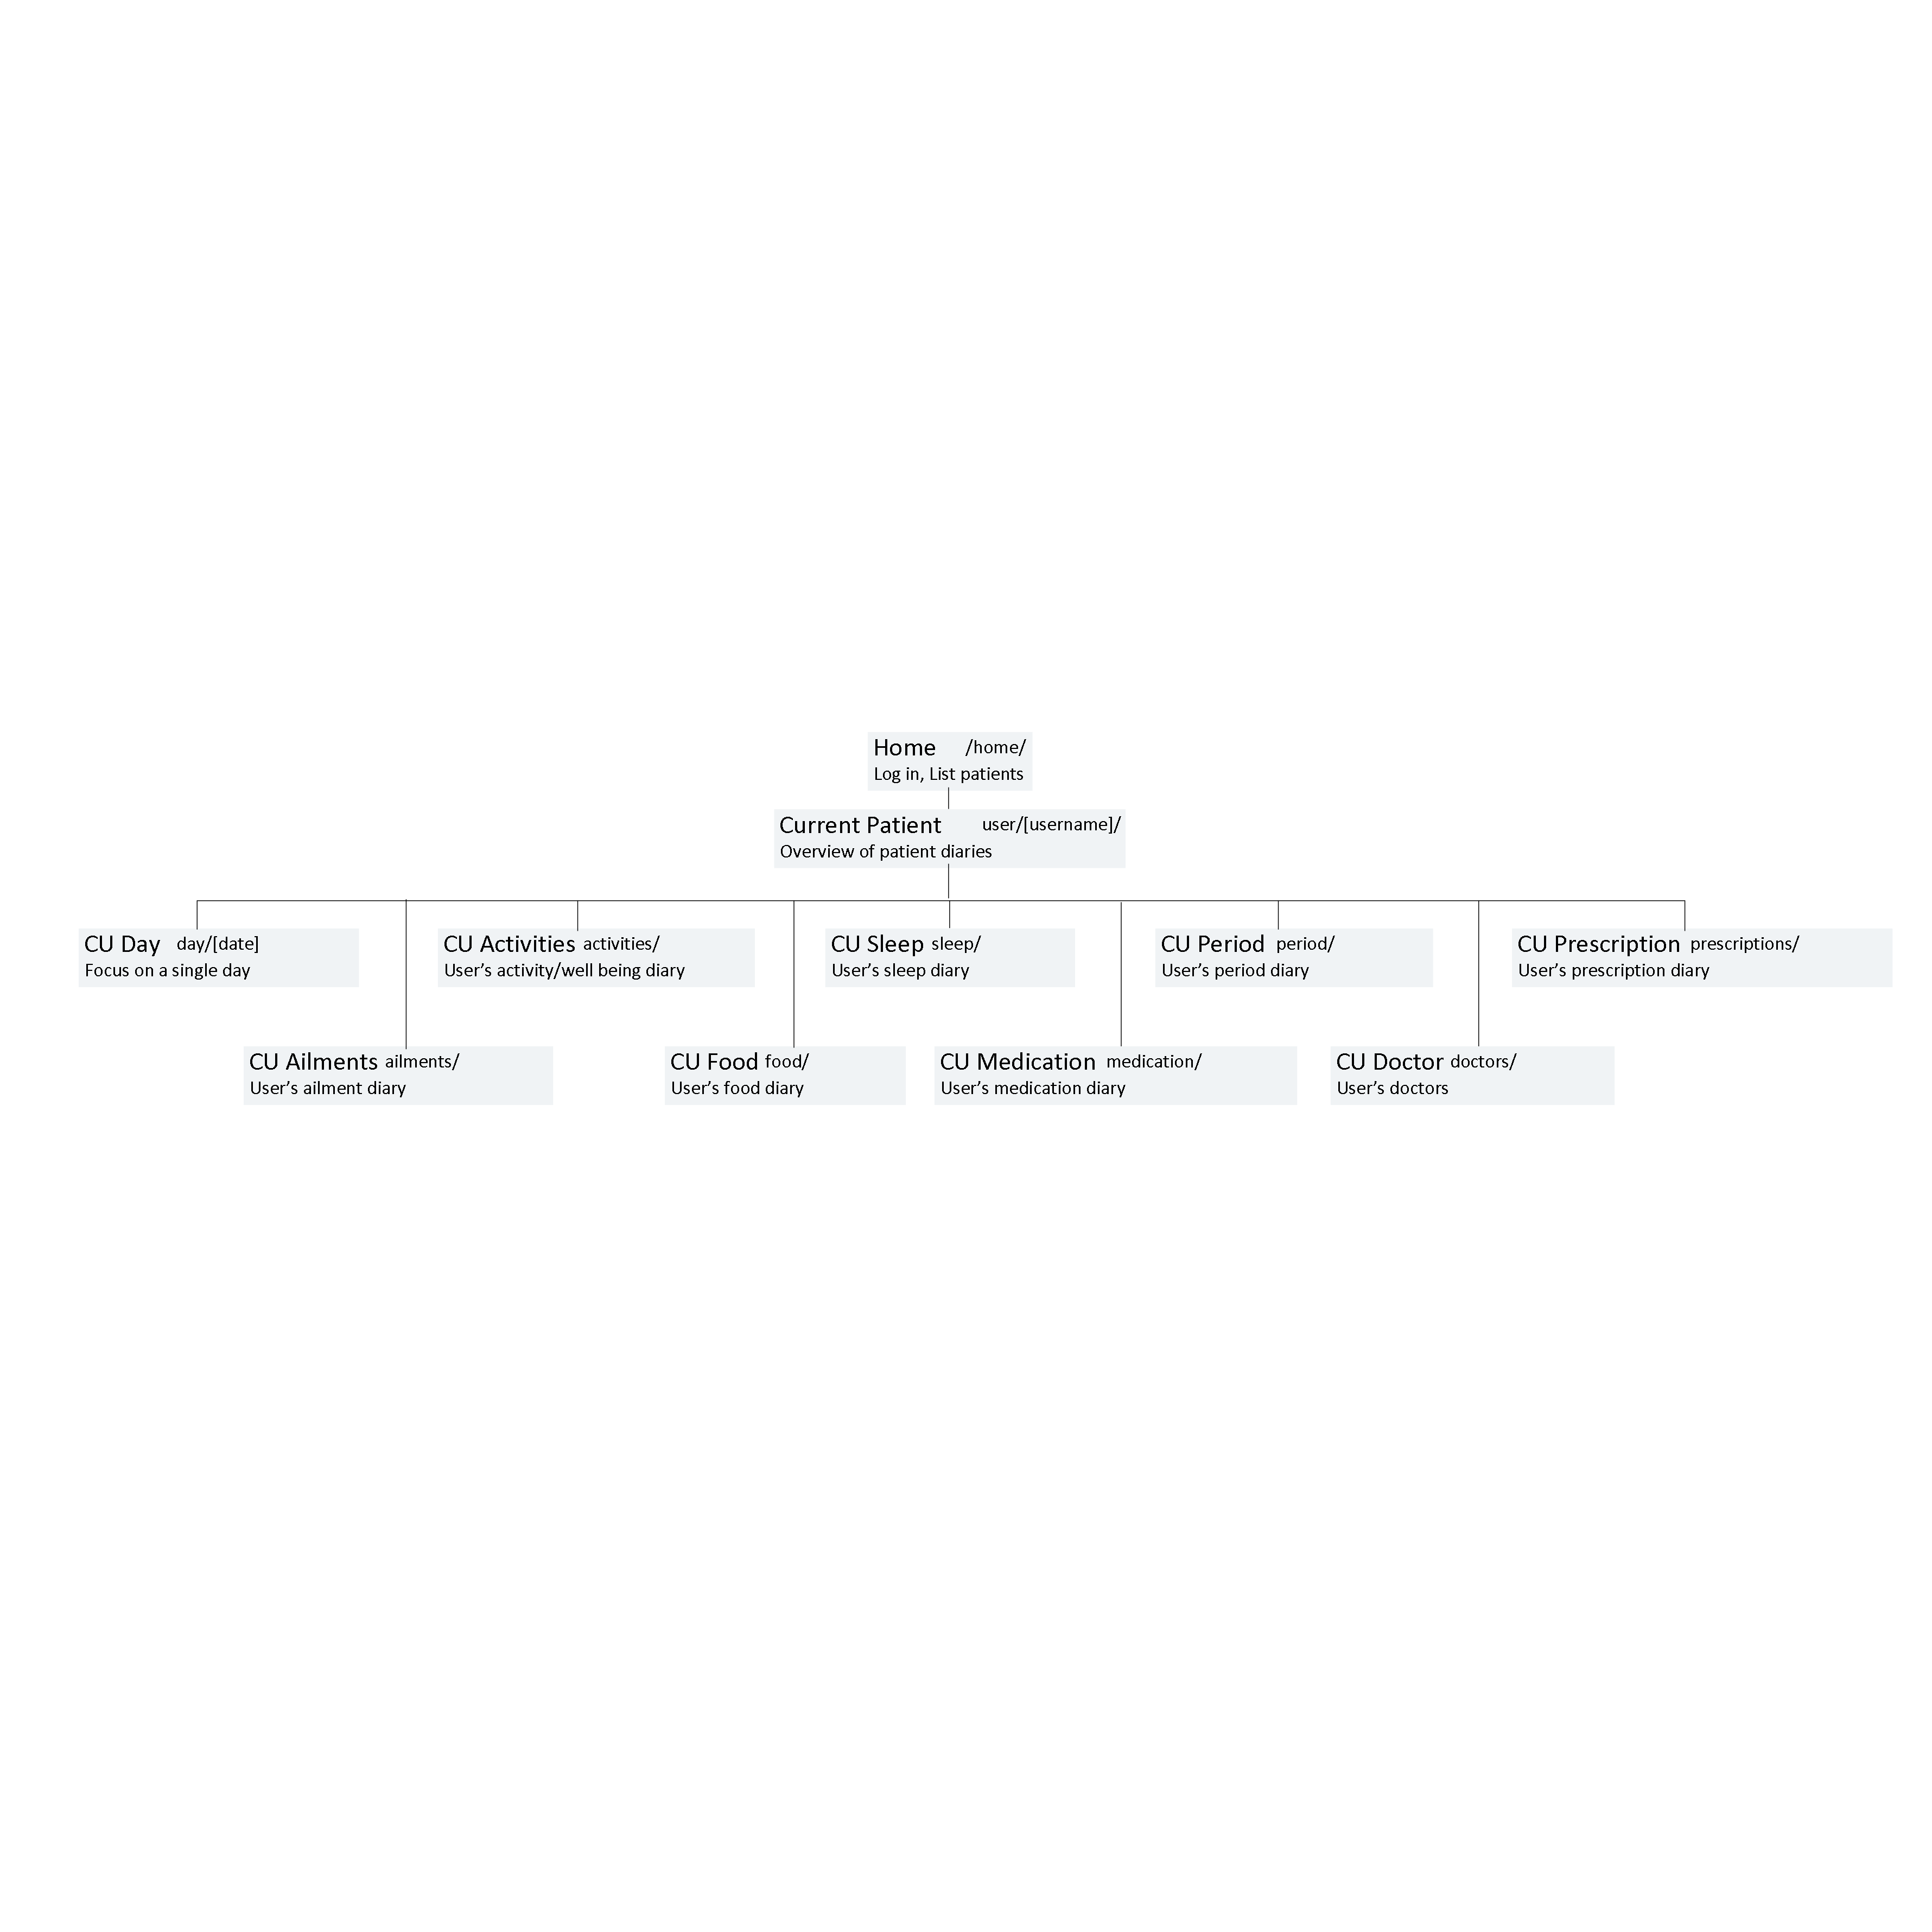 Home /home/
Log in, List patients
Current Patient user/[username]/
Overview of patient diaries
CU Day day/[date]
Focus on a single day
CU Activities activities/
User’s activity/well being diary
CU Sleep sleep/
User’s sleep diary
CU Period period/
User’s period diary
CU Prescription prescriptions/
User’s prescription diary
CU Ailments ailments/
User’s ailment diary
CU Food food/
User’s food diary
CU Medication medication/
User’s medication diary
CU Doctor doctors/
User’s doctors